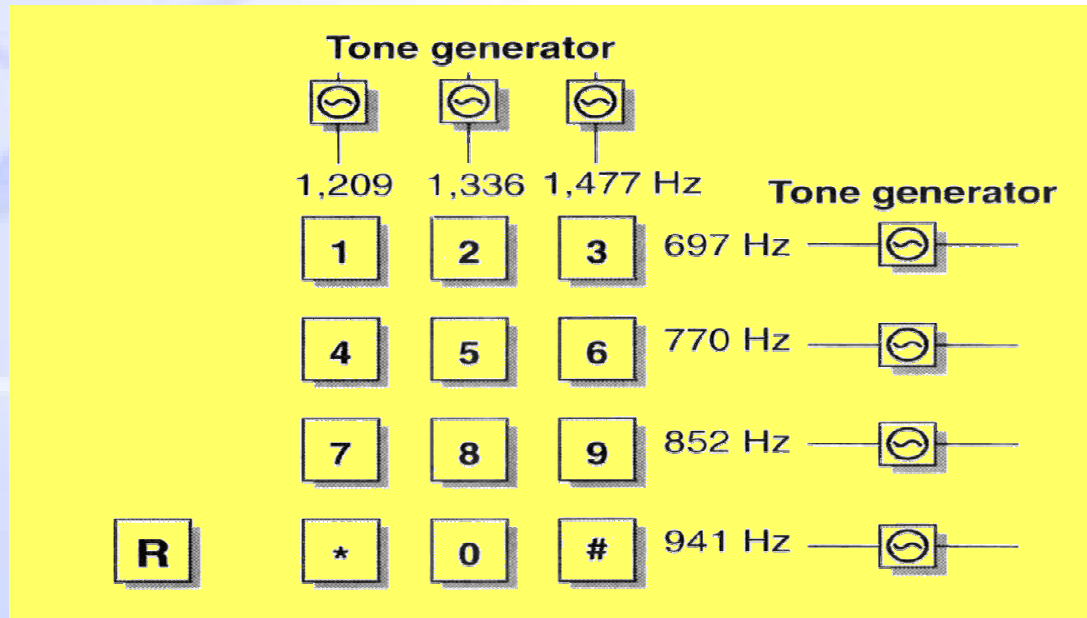 Tone generator
1,209 1,336 1,477 Hz
Tone generator
1 2 3 697 Hz
4 5 6 770 Hz
7 8 9 852 Hz
R * 0 # 941 Hz